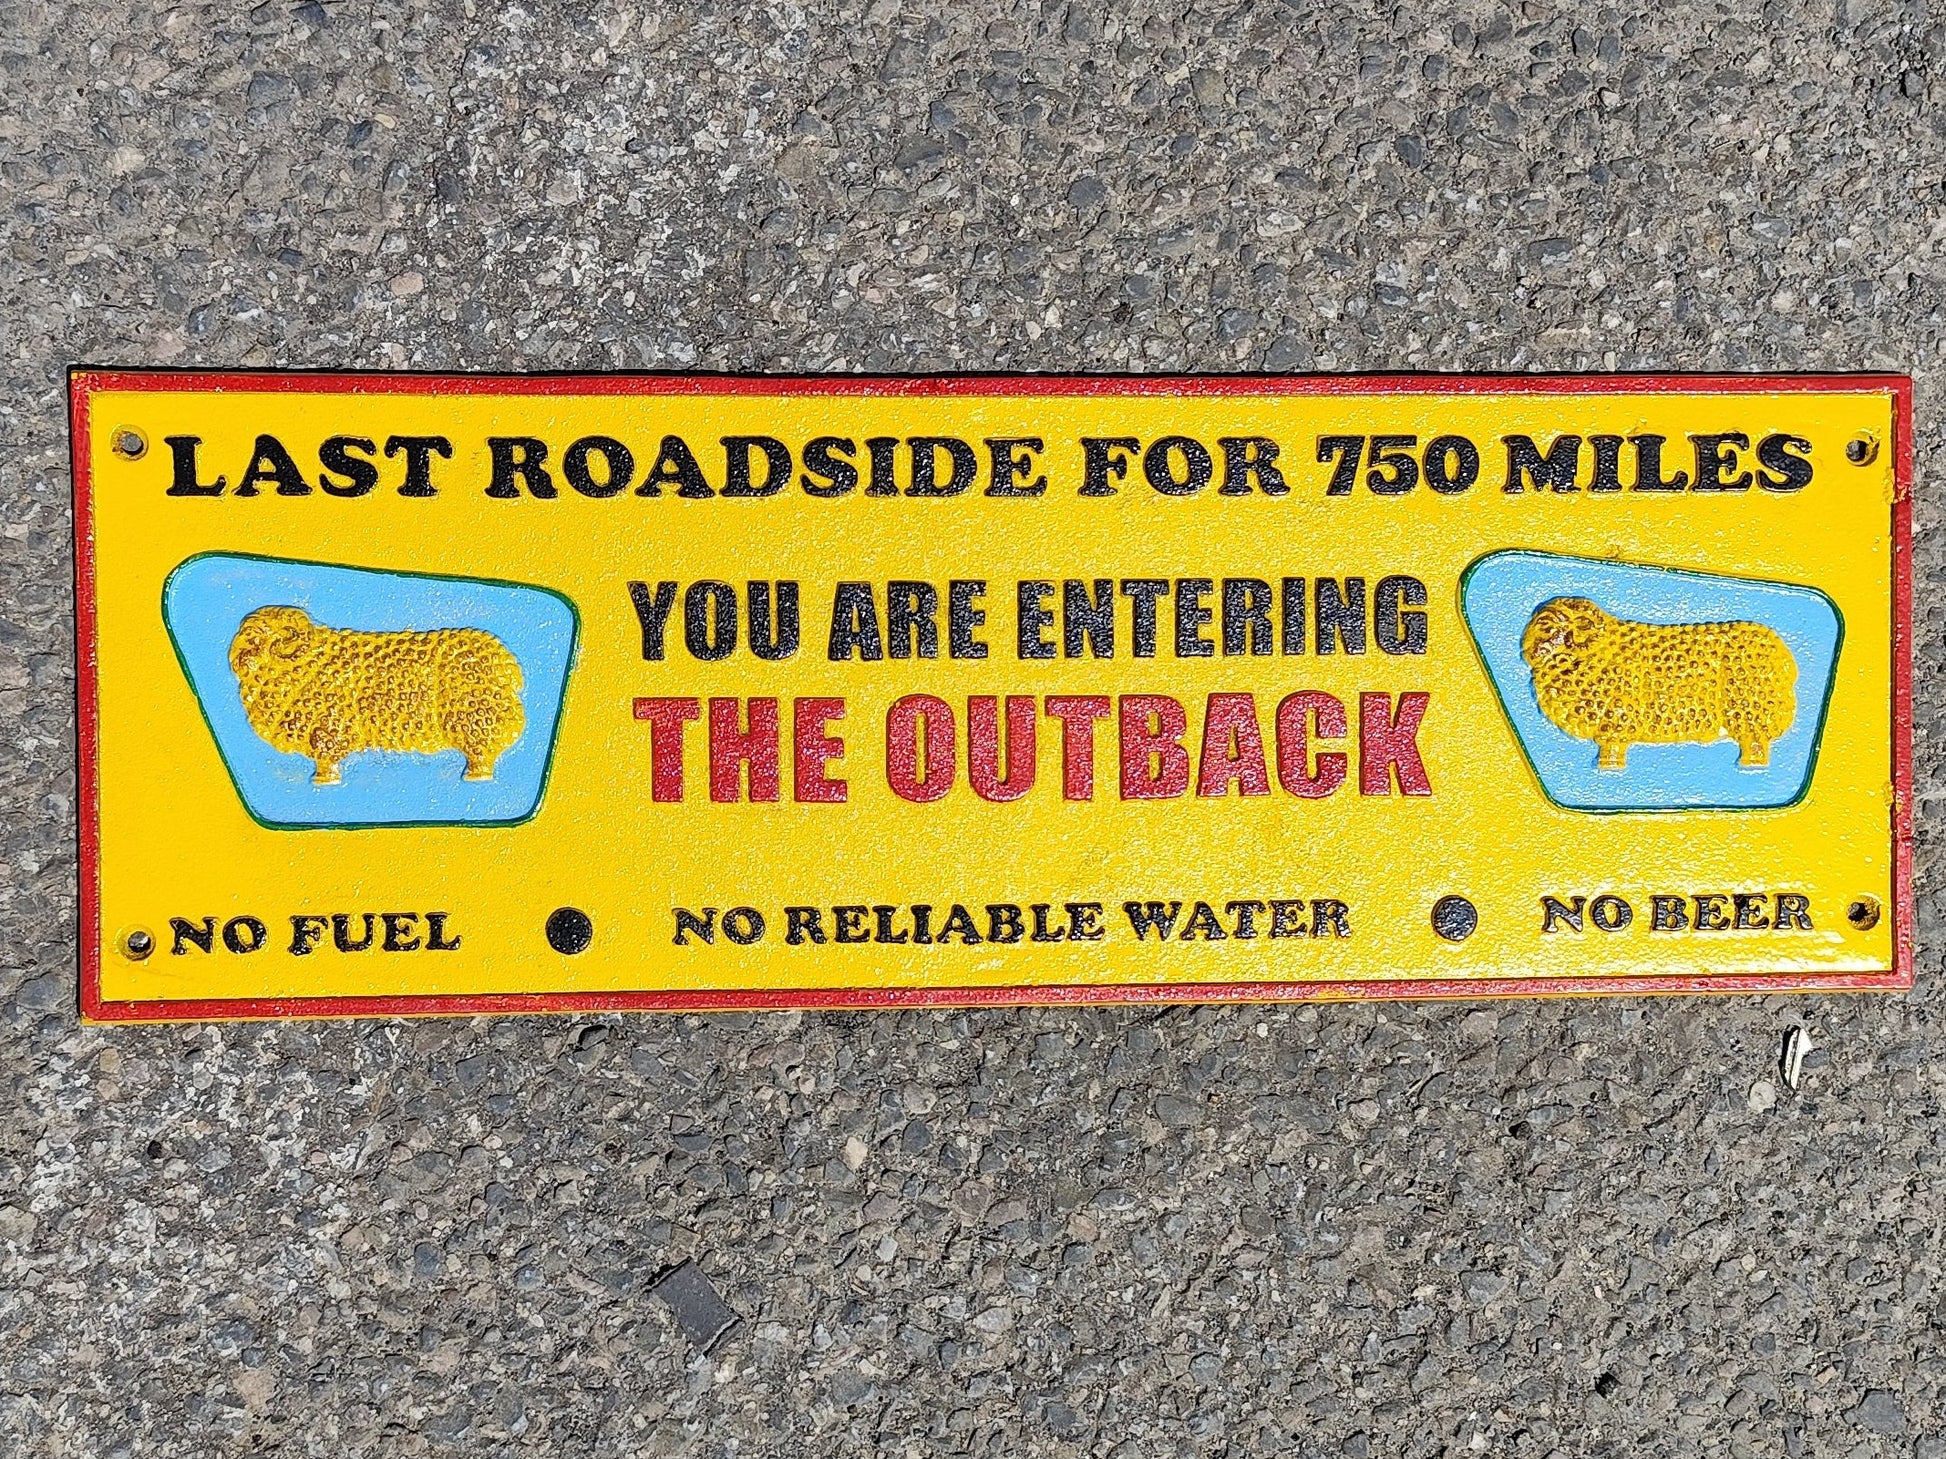 LAST ROADSIDE FOR 750 MILES
YOU ARE ENTERING
THE OUTBACK
NO FUEL ● NO RELIABLE WATER ● NO BEER